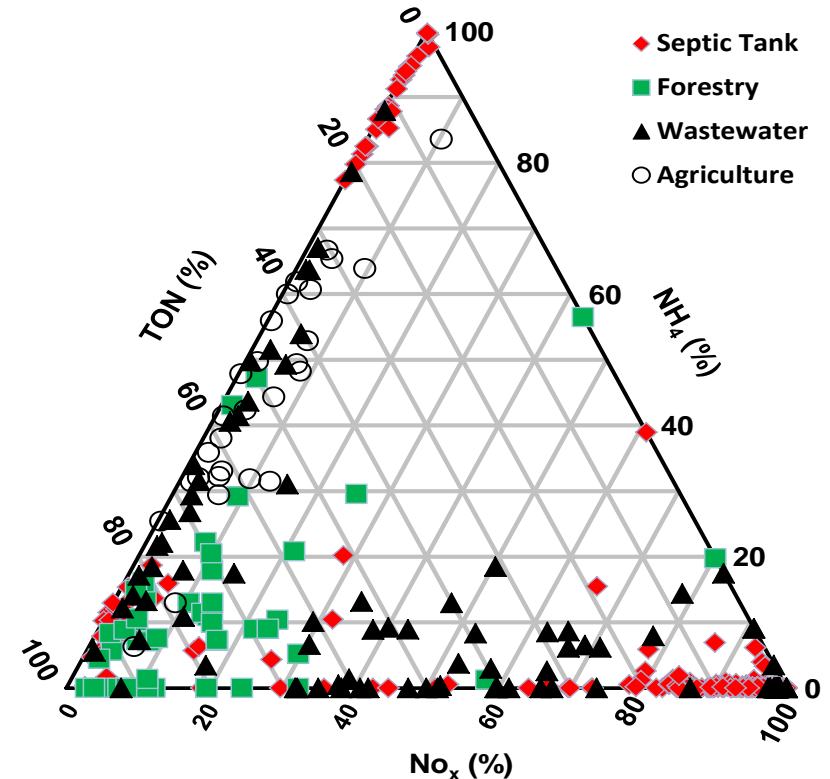 0
100
Septic Tank
Forestry
Wastewater
Agriculture
20
80
TON (%)
40
60
NH₄ (%)
60
40
80
20
100
0
0
20
40
60
80
100
Noₓ (%)